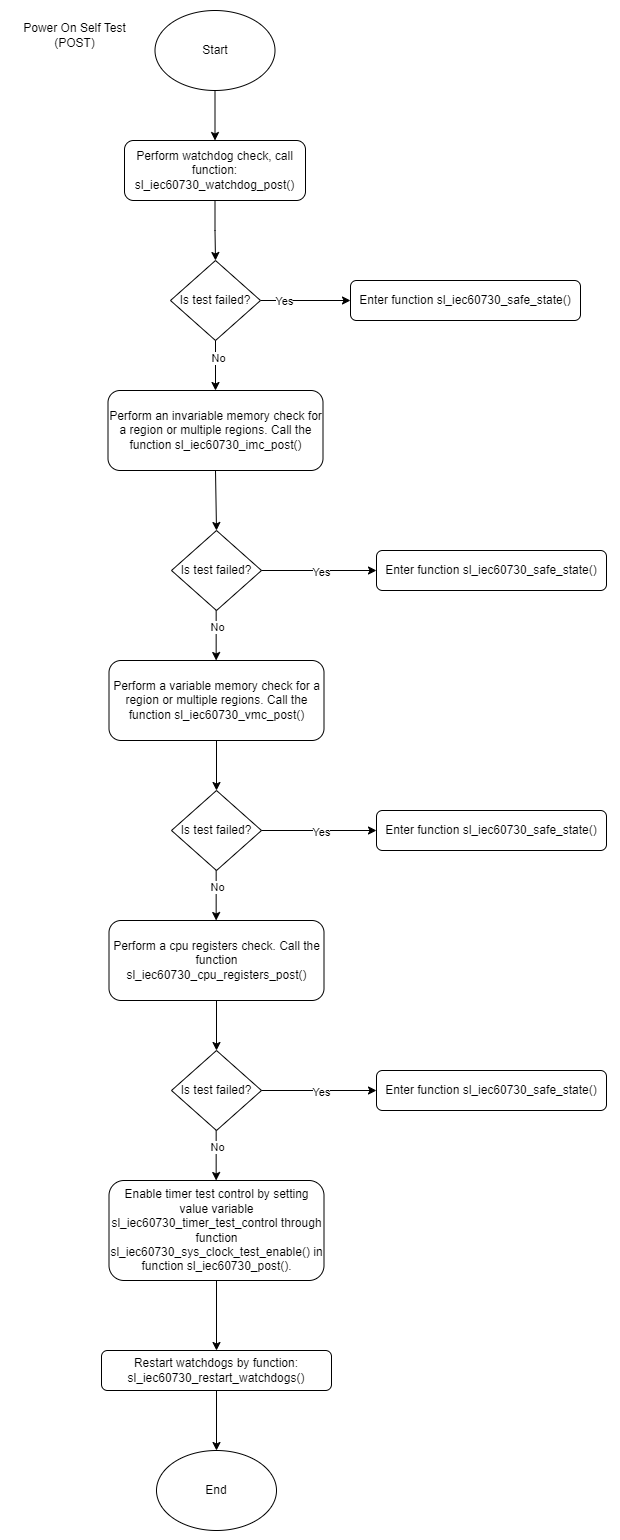 Power On Self Test
(POST)
Start
Perform watchdog check, call
function:
sl_iec60730_watchdog_post()
Is test failed?
Yes
Enter function sl_iec60730_safe_state()
No
Perform an invariable memory check for
a region or multiple regions. Call the
function sl_iec60730_imc_post()
Is test failed?
Yes
Enter function sl_iec60730_safe_state()
No
Perform a variable memory check for a
region or multiple regions. Call the
function sl_iec60730_vmc_post()
Is test failed?
Yes
Enter function sl_iec60730_safe_state()
No
Perform a cpu registers check. Call the
function
sl_iec60730_cpu_registers_post()
Is test failed?
Yes
Enter function sl_iec60730_safe_state()
No
Enable timer test control by setting
value variable
sl_iec60730_timer_test_control through
function
sl_iec60730_sys_clock_test_enable() in
function sl_iec60730_post().
Restart watchdogs by function:
sl_iec60730_restart_watchdogs()
End